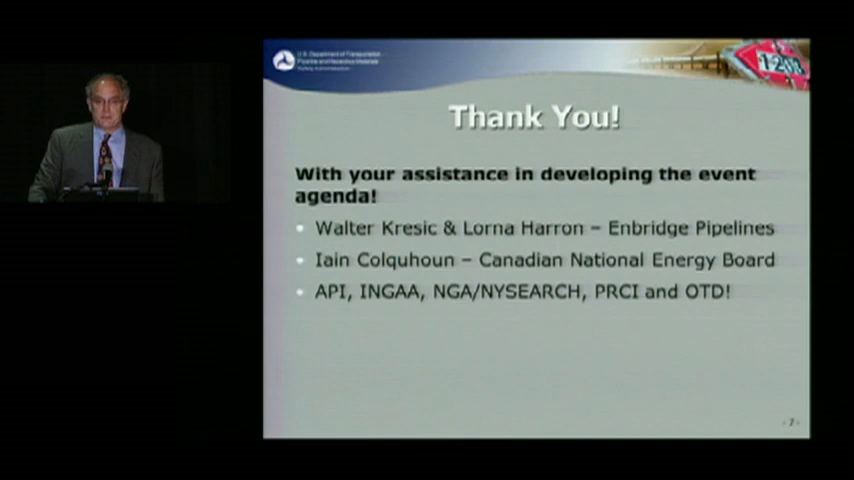 U.S. Department of Transportation
Pipeline and Hazardous Materials
Safety Administration
1203
Thank You!
With your assistance in developing the event
agenda!
• Walter Kresic & Lorna Harron – Enbridge Pipelines
• Iain Colquhoun – Canadian National Energy Board
• API, INGAA, NGA/NYSEARCH, PRCI and OTD!
- 7 -